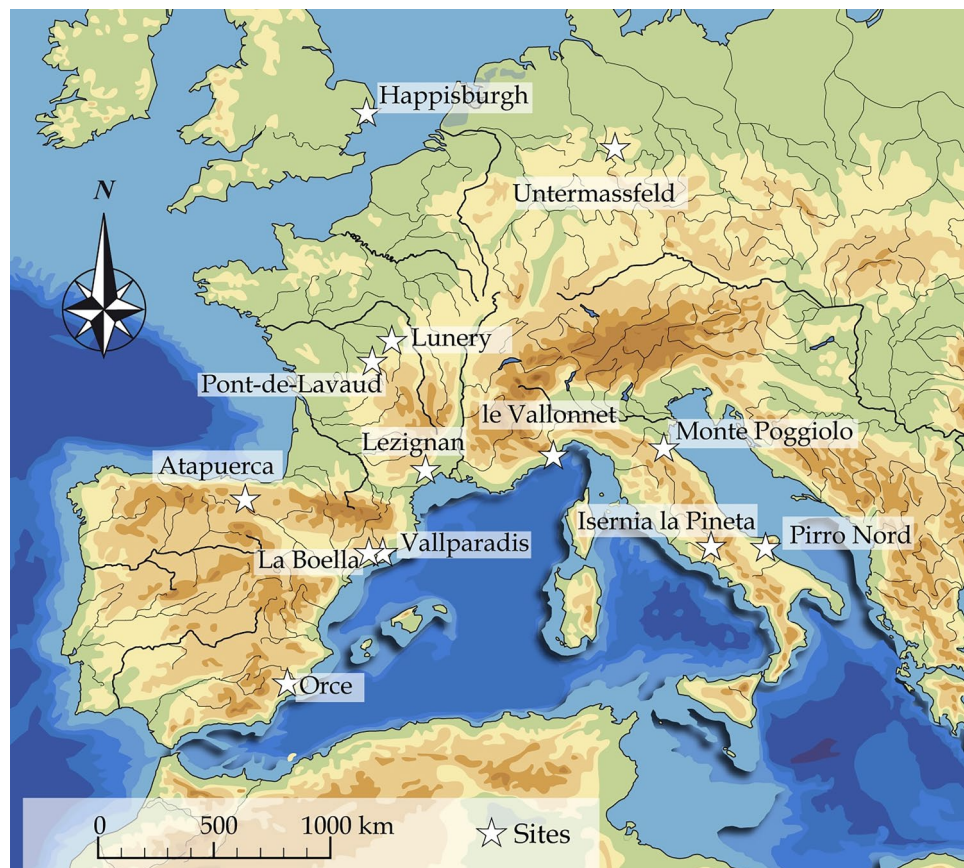 Happisburgh
Untermassfeld
N
Lunery
Pont-de-Lavaud
le Vallonnet
Lezignan
Monte Poggiolo
Atapuerca
Isernia la Pineta
Pirro Nord
La Boella
Vallparadis
Orce
0 500 1000 km
Sites